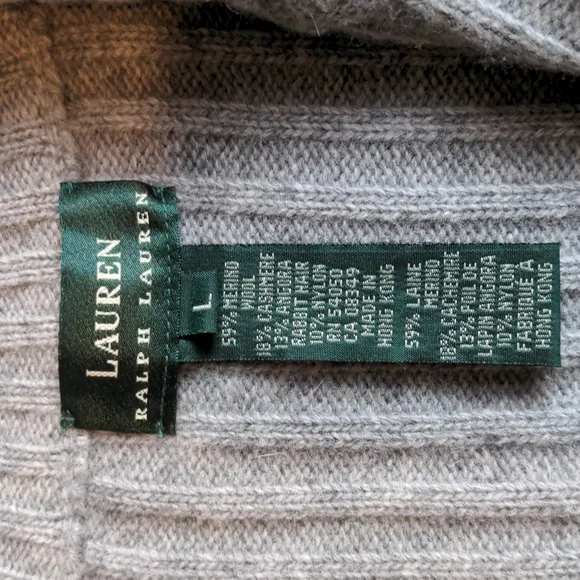 LAUREN
RALPH LAUREN
L
59% MERINO
WOOL
18% CASHMERE
13% ANGORA
RABBIT HAIR
10% NYLON
RN 54050
CA 08349
MADE IN
HONG KONG
59% LAINE
MERINO
18% CACHEMIRE
13% POIL DE
LAPIN ANGORA
10% NYLON
FABRIQUE A
HONG KONG